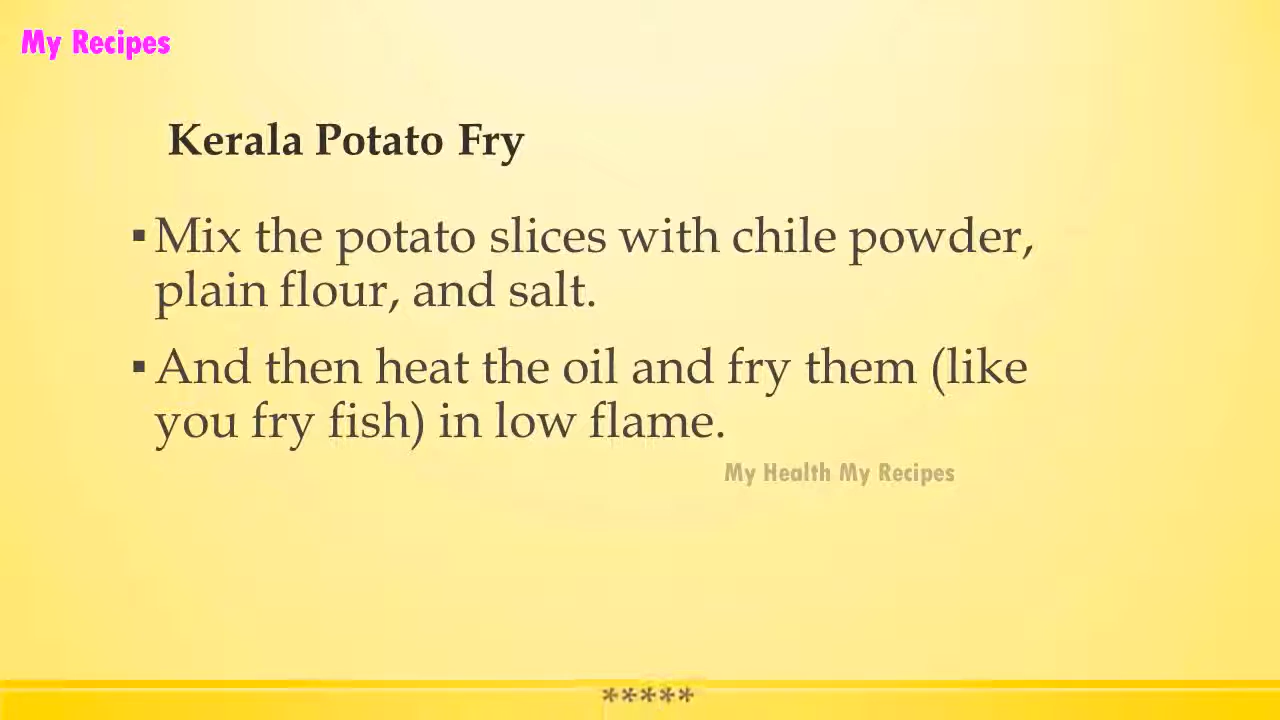 My Recipes
Kerala Potato Fry
▪ Mix the potato slices with chile powder,
plain flour, and salt.
▪ And then heat the oil and fry them (like
you fry fish) in low flame.
My Health My Recipes
*****